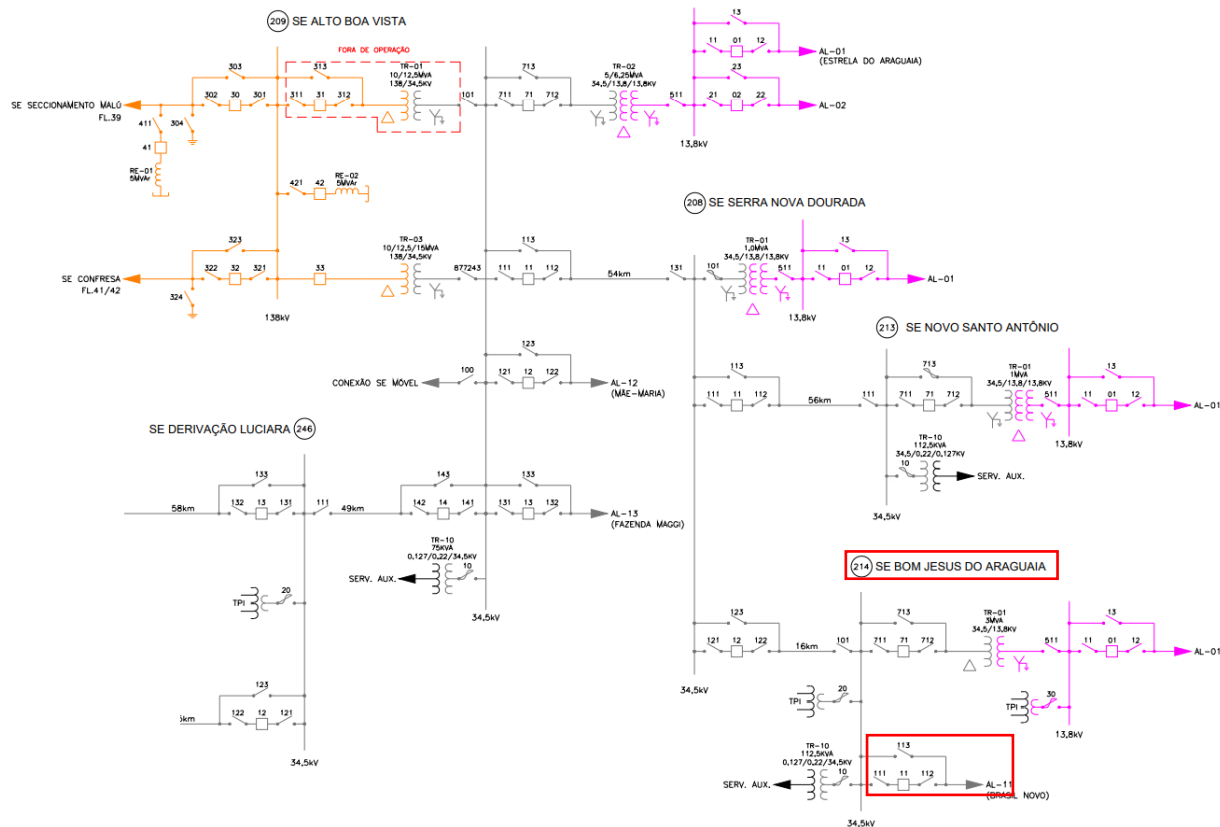 209 SE ALTO BOA VISTA
FORA DE OPERAÇÃO
303
313
TR-01
10/12,5MVA
138/34,5KV
302 30 301
311 31 312
101
SE SECCIONAMENTO MALÚ
FL.39
411
304
41
RE-01
5MVAr
421 42
RE-02
5MVAr
713
711 71 712
TR-02
5/6,25MVA
34,5/13,8/13,8KV
511
13
11 01 12
AL-01
(ESTRELA DO ARAGUAIA)
23
21 02 22
AL-02
13,8kV
323
322 32 321
33
TR-03
10/12,5/15MVA
138/34,5KV
877243
SE CONFRESA
FL.41/42
324
138kV
113
111 11 112
54km
131
208 SE SERRA NOVA DOURADA
101
TR-01
1,0MVA
34,5/13,8/13,8KV
511
13
11 01 12
AL-01
13,8kV
CONEXÃO SE MÓVEL
100
123
121 12 122
AL-12
(MÃE-MARIA)
213 SE NOVO SANTO ANTÔNIO
113
111 11 112
56km
111
713
711 71 712
TR-01
1MVA
34,5/13,8/13,8KV
511
13
11 01 12
AL-01
13,8kV
TR-10
112,5KVA
34,5/0,22/0,127KV
10
SERV. AUX.
34,5kV
SE DERIVAÇÃO LUCIARA 246
58km
133
132 13 131
111
49km
143
142 14 141
133
131 13 132
AL-13
(FAZENDA MAGGI)
TR-10
75KVA
0,127/0,22/34,5KV
10
SERV. AUX.
34,5kV
TPI
20
123
122 12 121
34,5kV
214 SE BOM JESUS DO ARAGUAIA
123
121 12 122
16km
101
34,5kV
713
711 71 712
TR-01
3MVA
34,5/13,8KV
511
13
11 01 12
AL-01
TPI
20
TPI
30
13,8kV
TR-10
112,5KVA
0,127/0,22/34,5KV
10
SERV. AUX.
113
111 11 112
AL-11
(BRASIL NOVO)
34,5kV